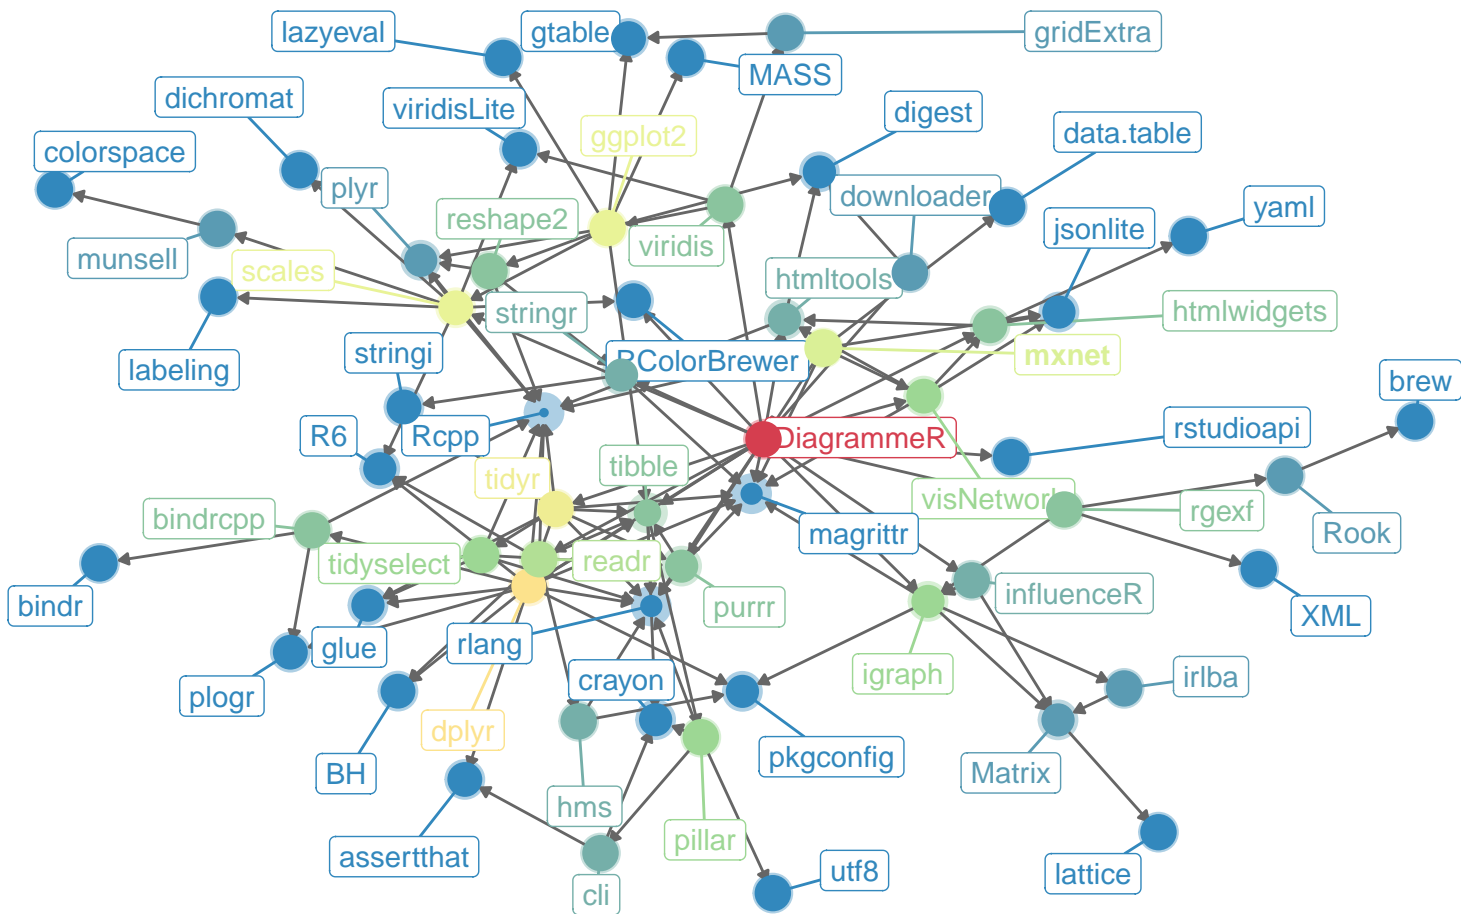 lazyeval
gtable
gridExtra
MASS
dichromat
viridisLite
ggplot2
digest
data.table
colorspace
plyr
downloader
yaml
reshape2
jsonlite
munsell
scales
viridis
stringr
htmltools
htmlwidgets
labeling
stringi
RColorBrewer
mxnet
brew
R6
Rcpp
DiagrammeR
rstudioapi
tidyr
tibble
bindrcpp
visNetwork
rgexf
Rook
magrittr
tidyselect
readr
bindr
purrr
influenceR
XML
glue
rlang
plogr
crayon
igraph
irlba
dplyr
BH
pkgconfig
Matrix
hms
pillar
assertthat
cli
utf8
lattice